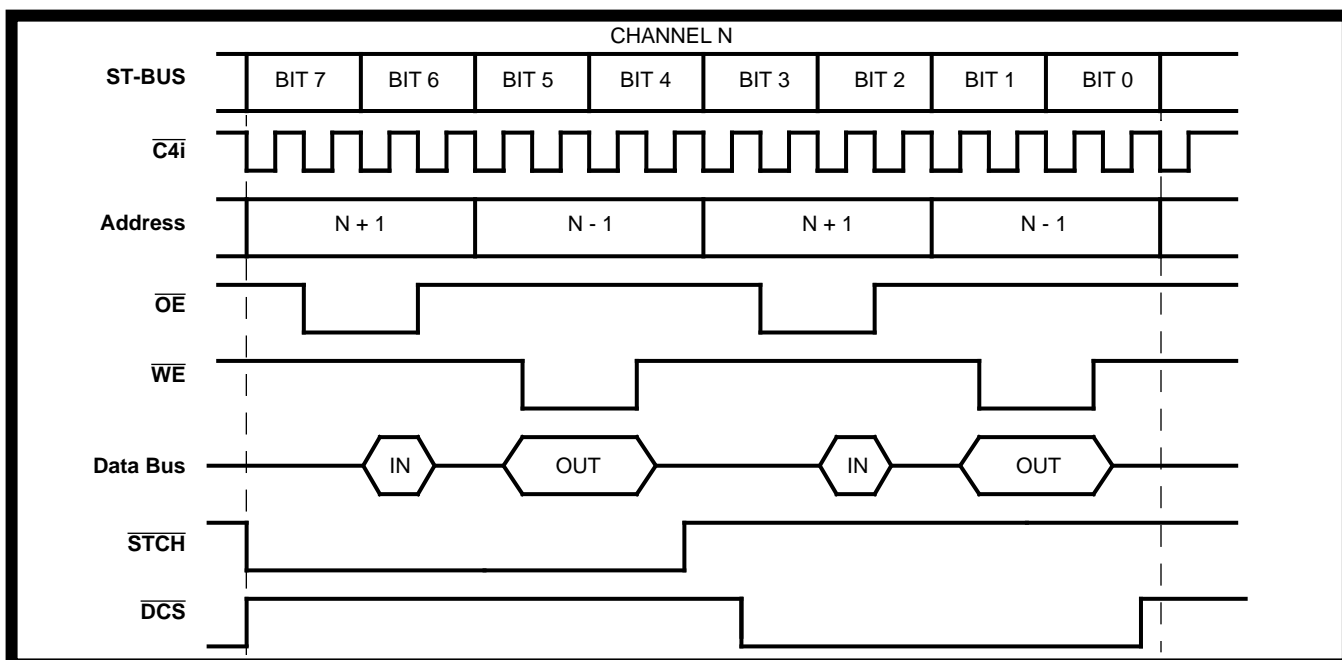 CHANNEL N
ST-BUS BIT 7 BIT 6 BIT 5 BIT 4 BIT 3 BIT 2 BIT 1 BIT 0
C4i
Address N + 1 N - 1 N + 1 N - 1
OE
WE
Data Bus IN OUT IN OUT
STCH
DCS